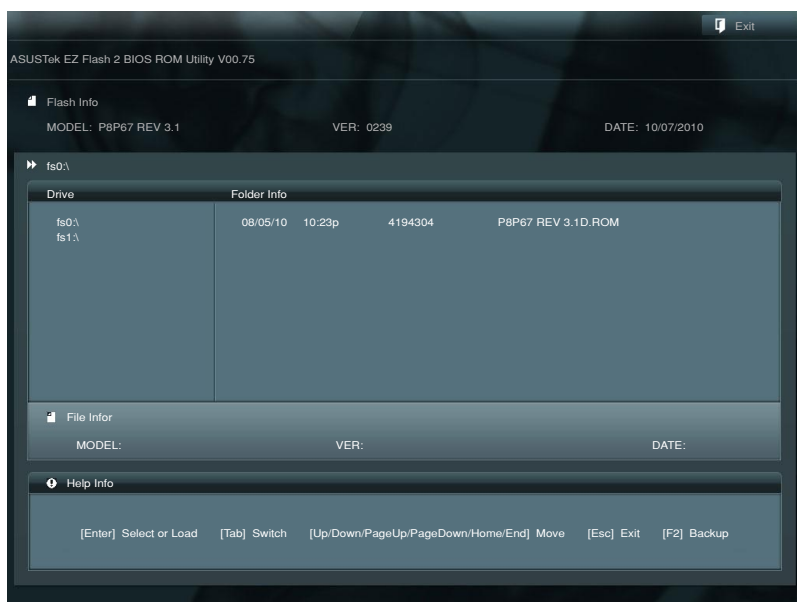 Exit
ASUSTek EZ Flash 2 BIOS ROM Utility V00.75
Flash Info
MODEL: P8P67 REV 3.1 VER: 0239 DATE: 10/07/2010
fs0:\
Drive Folder Info
fs0:\ 08/05/10 10:23p 4194304 P8P67 REV 3.1D.ROM
fs1:\
File Infor
MODEL: VER: DATE:
Help Info
[Enter] Select or Load [Tab] Switch [Up/Down/PageUp/PageDown/Home/End] Move [Esc] Exit [F2] Backup